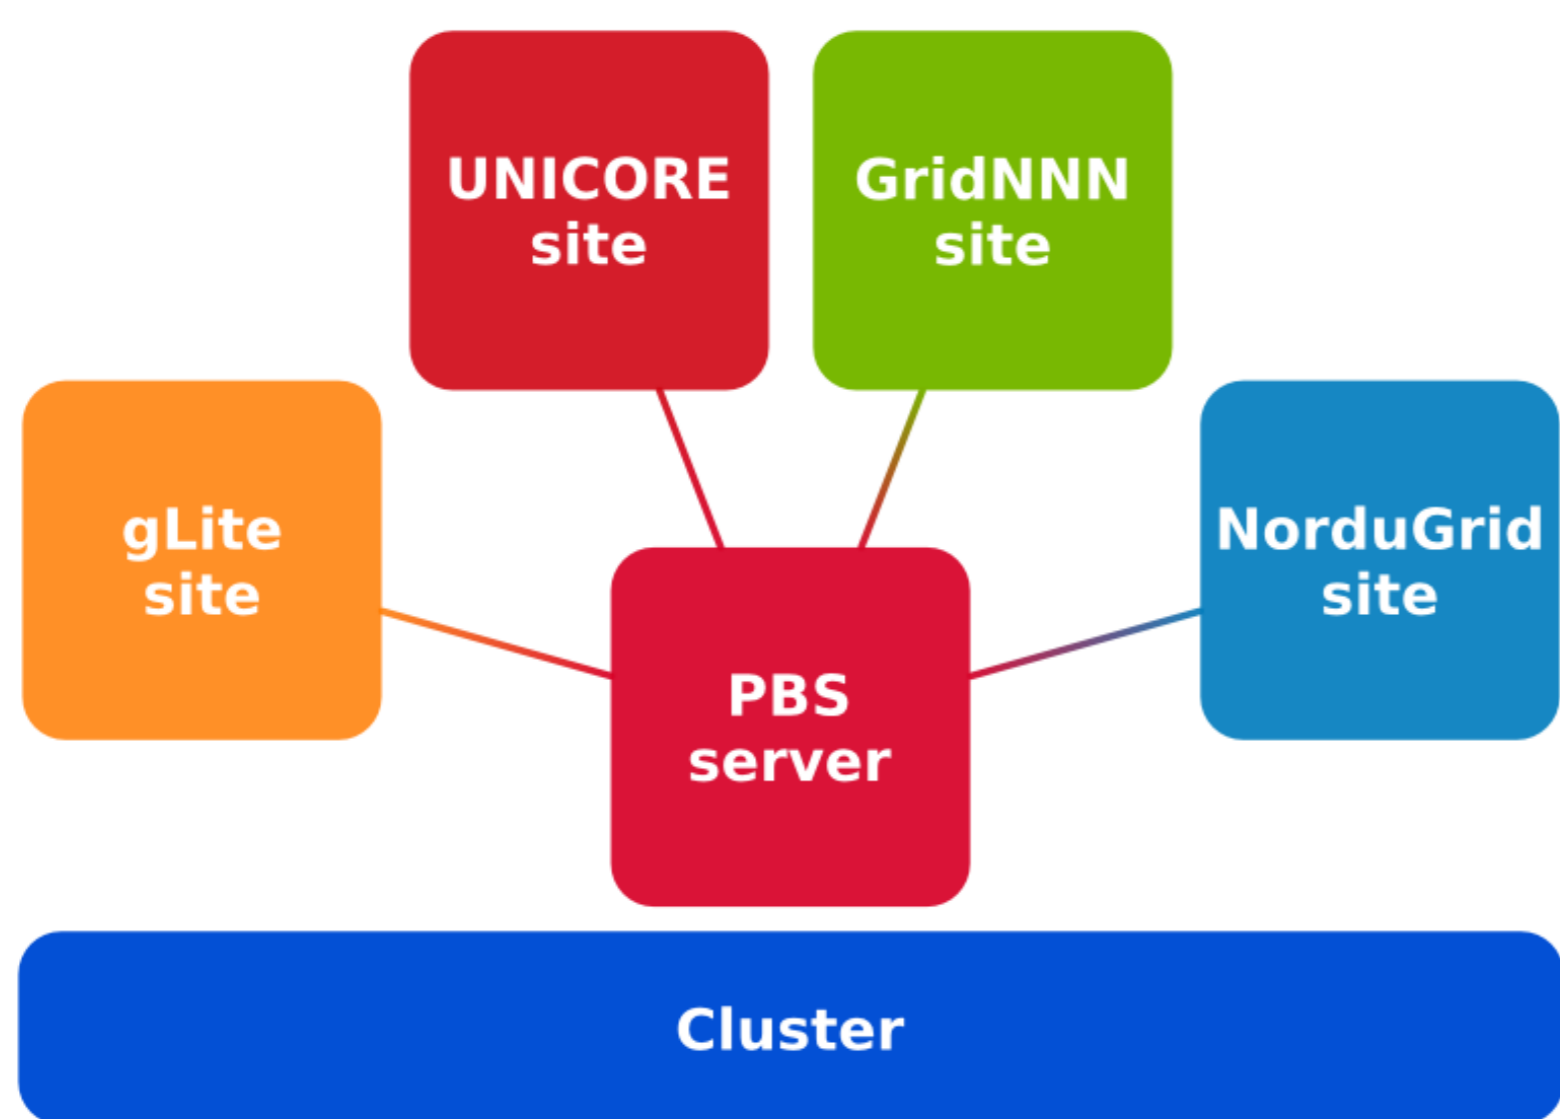 UNICORE
site
GridNNN
site
gLite
site
NorduGrid
site
PBS
server
Cluster